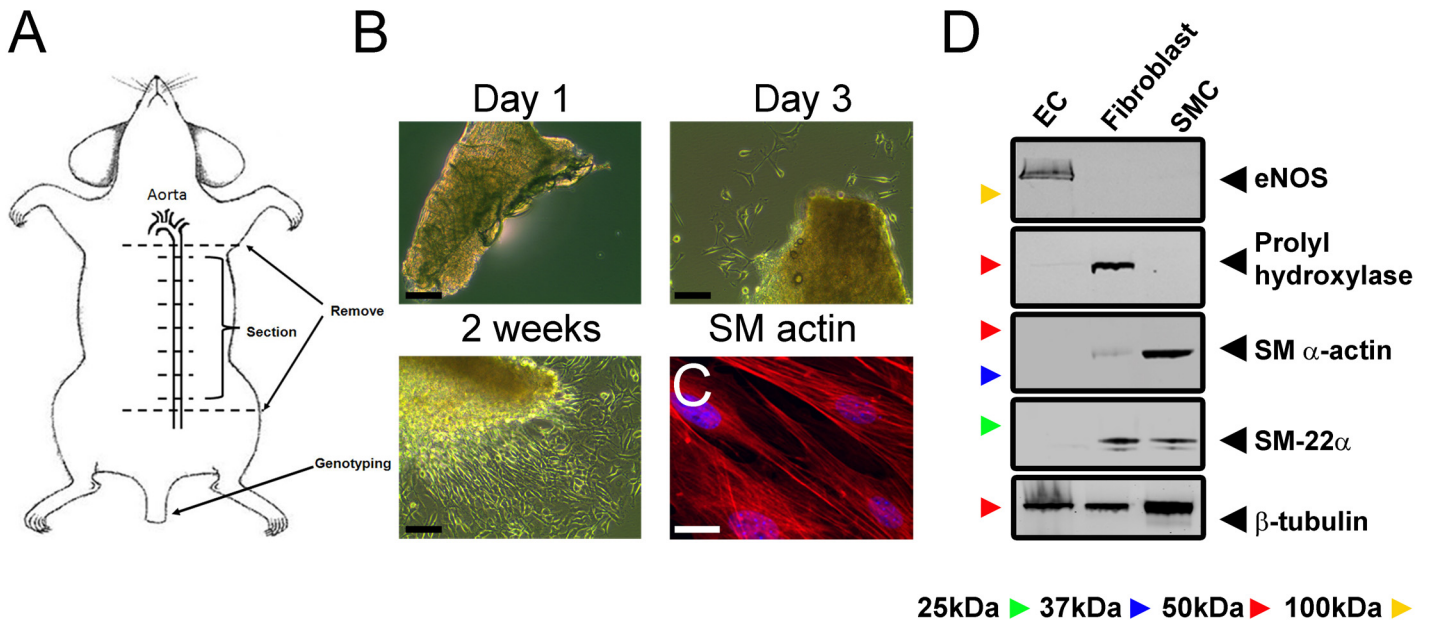 A
Aorta
Remove
Section
Genotyping
B
Day 1
Day 3
2 weeks
SM actin
C
D
EC
Fibroblast
SMC
eNOS
Prolyl
hydroxylase
SM α-actin
SM-22α
β-tubulin
25kDa
37kDa
50kDa
100kDa